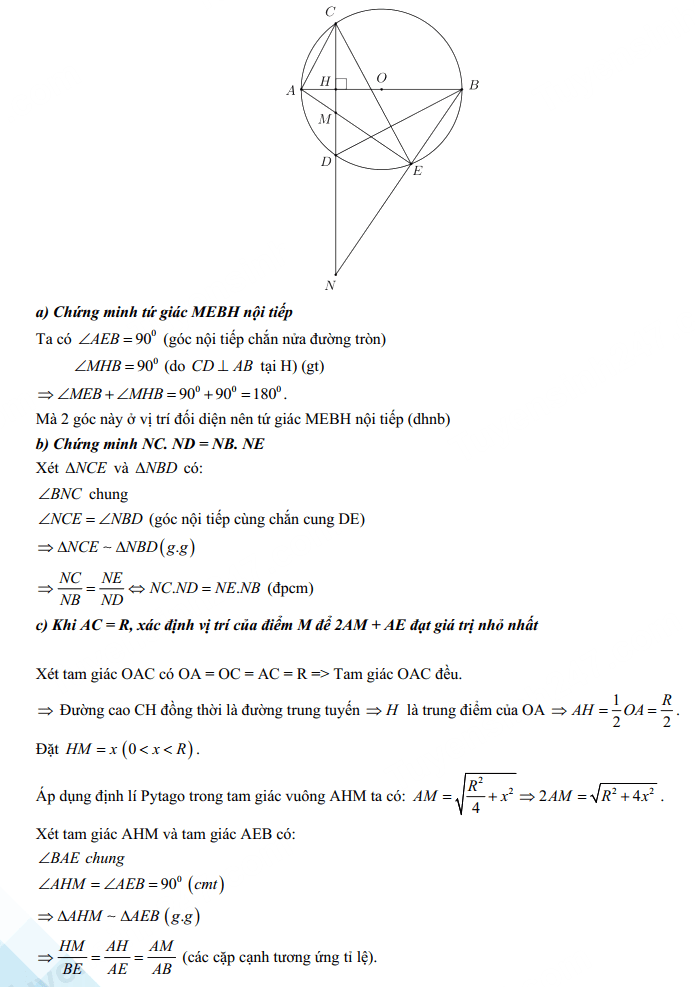 C
H
O
A
B
M
D
E
N
a) Chứng minh tứ giác MEBH nội tiếp
Ta có ∠AEB = 90⁰ (góc nội tiếp chắn nửa đường tròn)
∠MHB = 90⁰ (do CD ⊥ AB tại H) (gt)
⇒ ∠MEB + ∠MHB = 90⁰ + 90⁰ = 180⁰.
Mà 2 góc này ở vị trí đối diện nên tứ giác MEBH nội tiếp (dhnb)
b) Chứng minh NC. ND = NB. NE
Xét ΔNCE và ΔNBD có:
∠BNC chung
∠NCE = ∠NBD (góc nội tiếp cùng chắn cung DE)
⇒ ΔNCE ~ ΔNBD (g.g)
⇒ NC/NB = NE/ND ⇔ NC.ND = NE.NB (đpcm)
c) Khi AC = R, xác định vị trí của điểm M để 2AM + AE đạt giá trị nhỏ nhất
Xét tam giác OAC có OA = OC = AC = R => Tam giác OAC đều.
⇒ Đường cao CH đồng thời là đường trung tuyến ⇒ H là trung điểm của OA ⇒ AH = 1/2 OA = R/2.
Đặt HM = x (0 < x < R).
Áp dụng định lí Pytago trong tam giác vuông AHM ta có: AM = √(R²/4 + x²) ⇒ 2AM = √(R² + 4x²).
Xét tam giác AHM và tam giác AEB có:
∠BAE chung
∠AHM = ∠AEB = 90⁰ (cmt)
⇒ ΔAHM ~ ΔAEB (g.g)
⇒ HM/BE = AH/AE = AM/AB (các cặp cạnh tương ứng tỉ lệ).